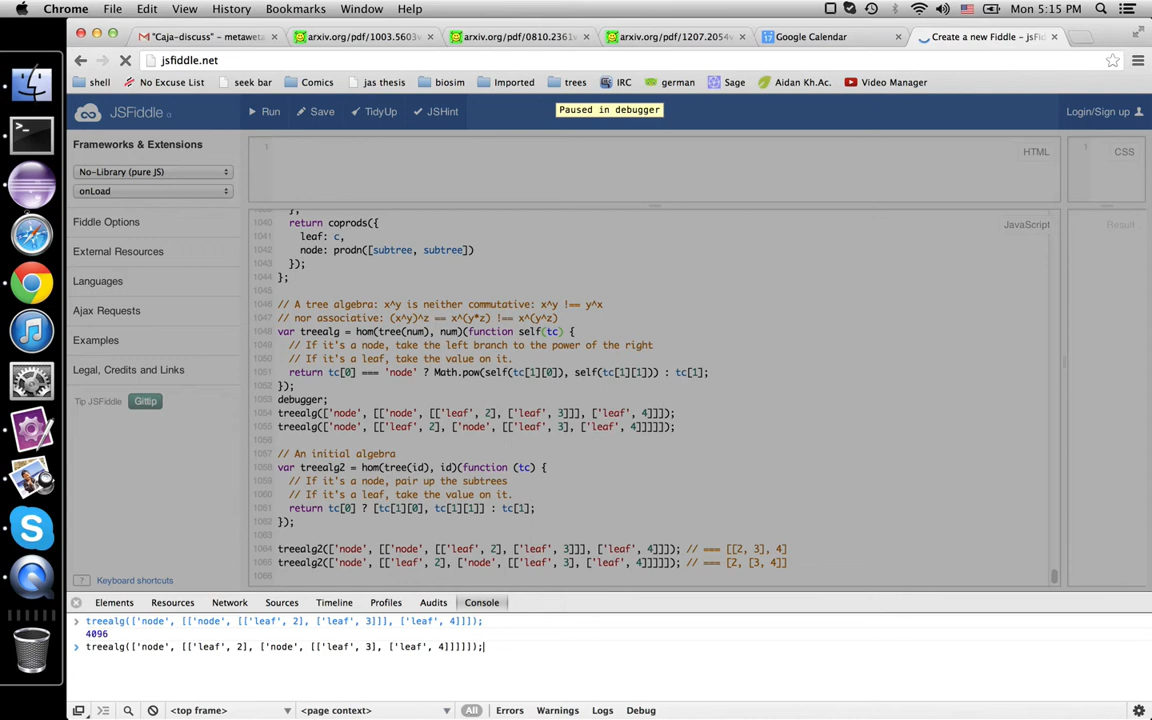 Chrome File Edit View History Bookmarks Window Help Mon 5:15 PM
"Caja-discuss" - metaweta arxiv.org/pdf/1003.5603v arxiv.org/pdf/0810.2361v arxiv.org/pdf/1207.2054v Google Calendar Create a new Fiddle - jsFi
jsfiddle.net
shell No Excuse List seek bar Comics jas thesis biosim Imported trees IRC german Sage Aidan Kh.Ac. Video Manager
JSFiddle α Run Save TidyUp JSHint Paused in debugger Login/Sign up
Frameworks & Extensions
No-Library (pure JS)
onLoad
Fiddle Options
External Resources
Languages
Ajax Requests
Examples
Legal, Credits and Links
Tip JSFiddle Gittip
? Keyboard shortcuts
1 HTML
1 CSS
JavaScript
Result
},
1040 return coprods({
1041 leaf: c,
1042 node: prodn([subtree, subtree])
1043 });
1044 };
1045
1046 // A tree algebra: x^y is neither commutative: x^y !== y^x
1047 // nor associative: (x^y)^z == x^(y*z) !== x^(y^z)
1048 var treealg = hom(tree(num), num)(function self(tc) {
1049 // If it's a node, take the left branch to the power of the right
1050 // If it's a leaf, take the value on it.
1051 return tc[0] === 'node' ? Math.pow(self(tc[1][0]), self(tc[1][1])) : tc[1];
1052 });
1053 debugger;
1054 treealg(['node', [['node', [['leaf', 2], ['leaf', 3]]], ['leaf', 4]]]);
1055 treealg(['node', [['leaf', 2], ['node', [['leaf', 3], ['leaf', 4]]]]]);
1056
1057 // An initial algebra
1058 var treealg2 = hom(tree(id), id)(function (tc) {
1059 // If it's a node, pair up the subtrees
1060 // If it's a leaf, take the value on it.
1061 return tc[0] ? [tc[1][0], tc[1][1]] : tc[1];
1062 });
1063
1064 treealg2(['node', [['node', [['leaf', 2], ['leaf', 3]]], ['leaf', 4]]]); // === [[2, 3], 4]
1065 treealg2(['node', [['leaf', 2], ['node', [['leaf', 3], ['leaf', 4]]]]]); // === [2, [3, 4]]
1066
Elements Resources Network Sources Timeline Profiles Audits Console
> treealg(['node', [['node', [['leaf', 2], ['leaf', 3]]], ['leaf', 4]]]);
4096
> treealg(['node', [['leaf', 2], ['node', [['leaf', 3], ['leaf', 4]]]]]);
<top frame> <page context> All Errors Warnings Logs Debug